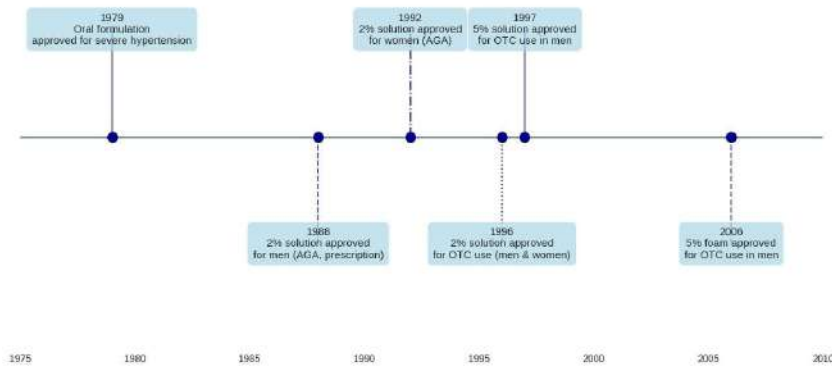 1979
Oral formulation
approved for severe hypertension
1992
2% solution approved
for women (AGA)
1997
5% solution approved
for OTC use in men
1988
2% solution approved
for men (AGA, prescription)
1996
2% solution approved
for OTC use (men & women)
2006
5% foam approved
for OTC use in men
1975 1980 1985 1990 1995 2000 2005 2010